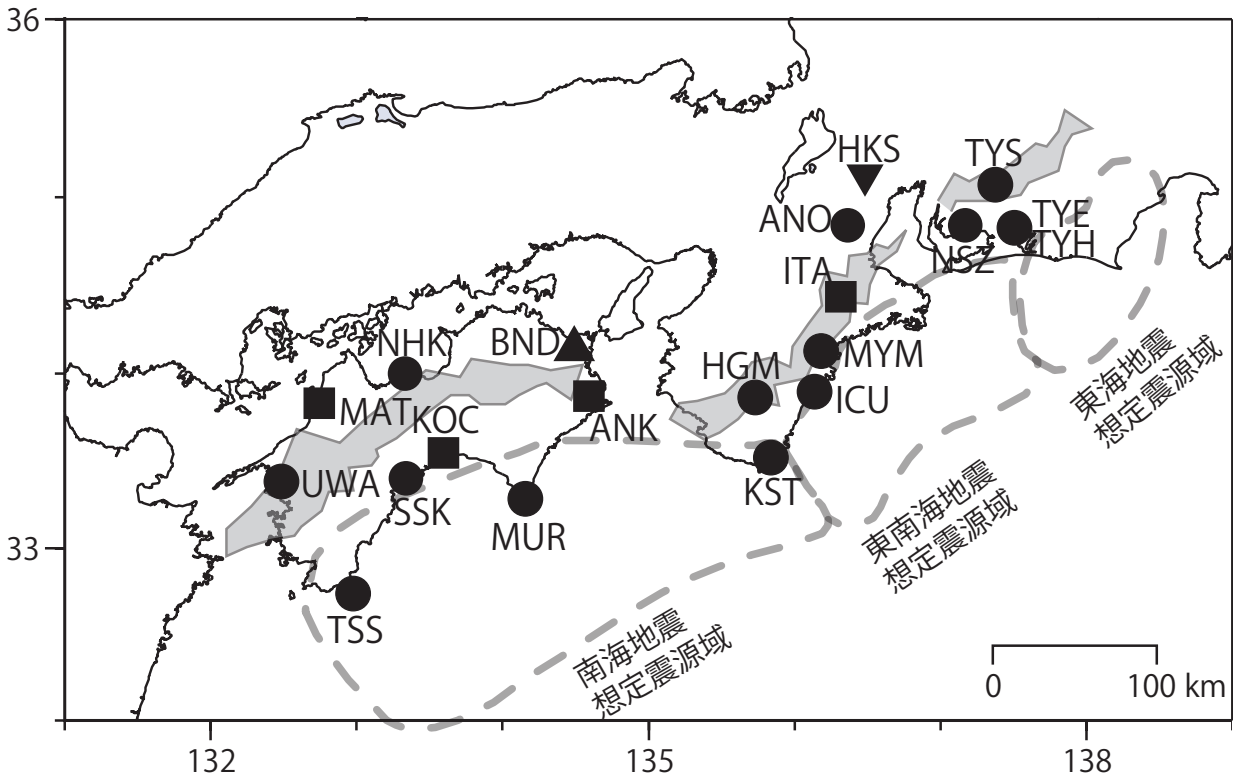 36
HKS
TYS
ANO
TYE
NSZ
TYH
ITA
NHK
BND
MYM
HGM
東海地震
想定震源域
MAT
KOC
ICU
ANK
UWA
KST
SSK
MUR
東南海地震
想定震源域
33
TSS
南海地震
想定震源域
0
100 km
132
135
138